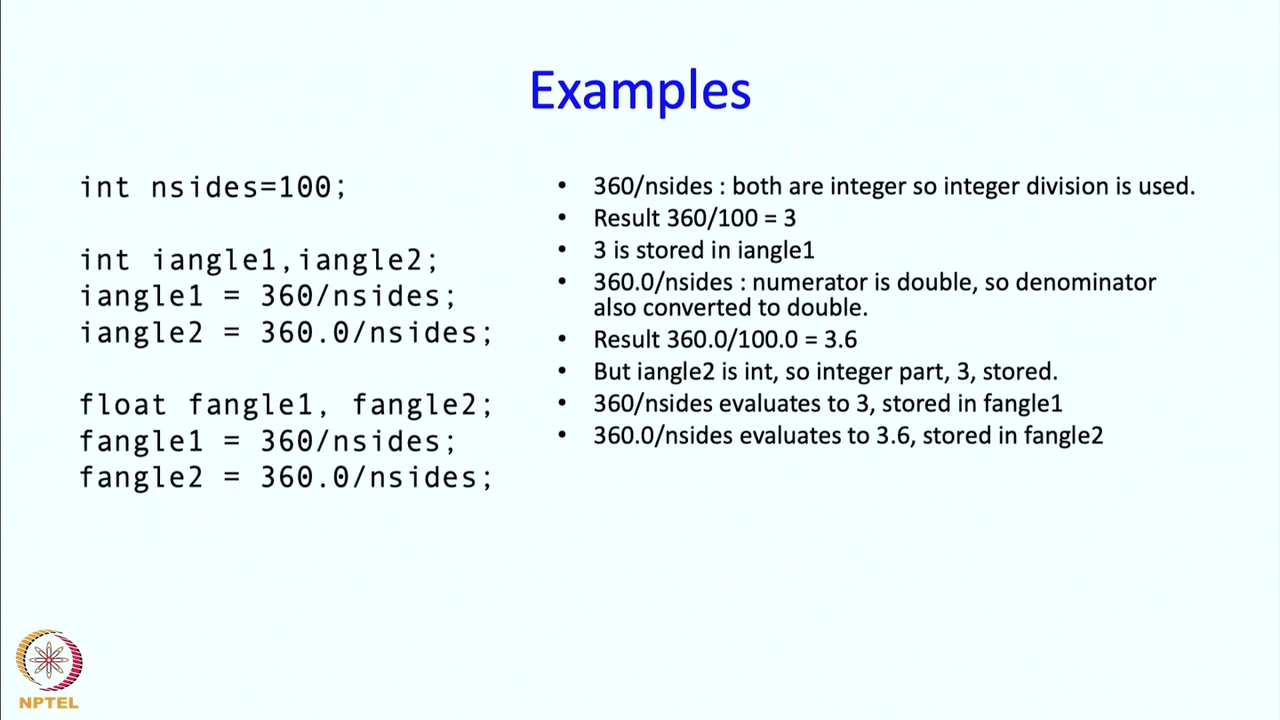 Examples
int nsides=100;
int iangle1,iangle2;
iangle1 = 360/nsides;
iangle2 = 360.0/nsides;
float fangle1, fangle2;
fangle1 = 360/nsides;
fangle2 = 360.0/nsides;
• 360/nsides : both are integer so integer division is used.
• Result 360/100 = 3
• 3 is stored in iangle1
• 360.0/nsides : numerator is double, so denominator
also converted to double.
• Result 360.0/100.0 = 3.6
• But iangle2 is int, so integer part, 3, stored.
• 360/nsides evaluates to 3, stored in fangle1
• 360.0/nsides evaluates to 3.6, stored in fangle2
NPTEL